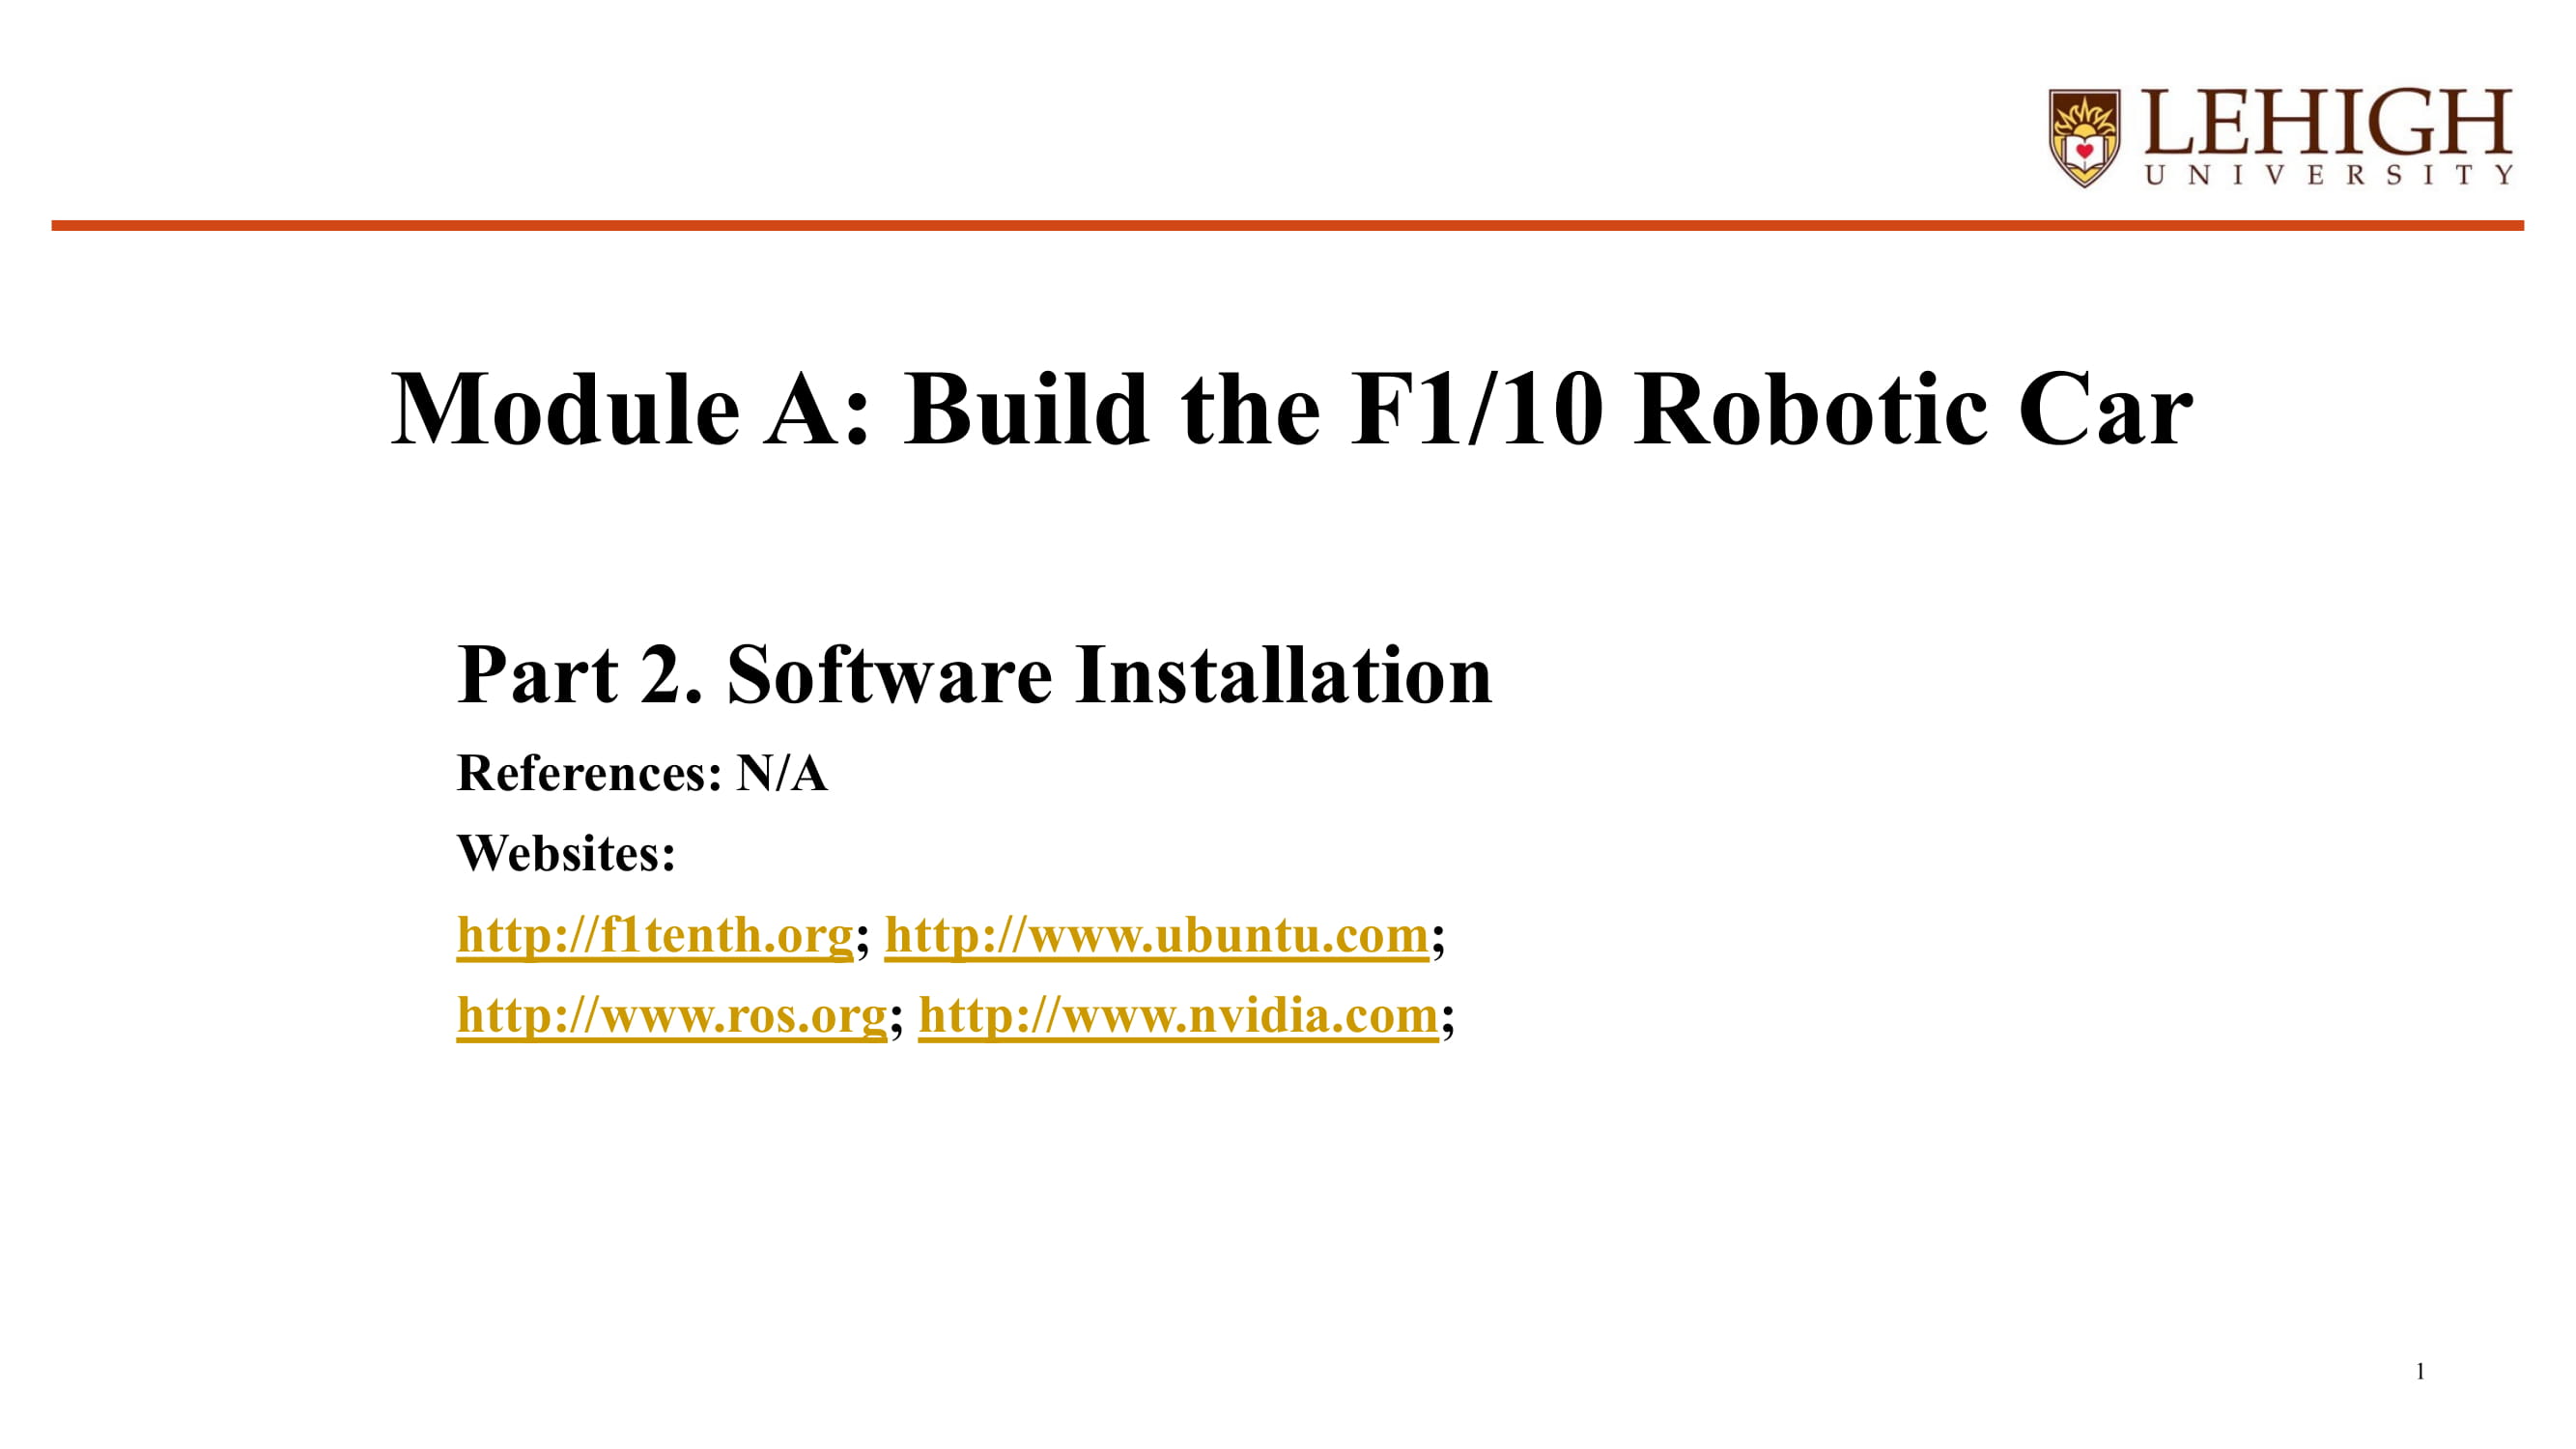 LEHIGH
UNIVERSITY
Module A: Build the F1/10 Robotic Car
Part 2. Software Installation
References: N/A
Websites:
http://f1tenth.org; http://www.ubuntu.com;
http://www.ros.org; http://www.nvidia.com;
1